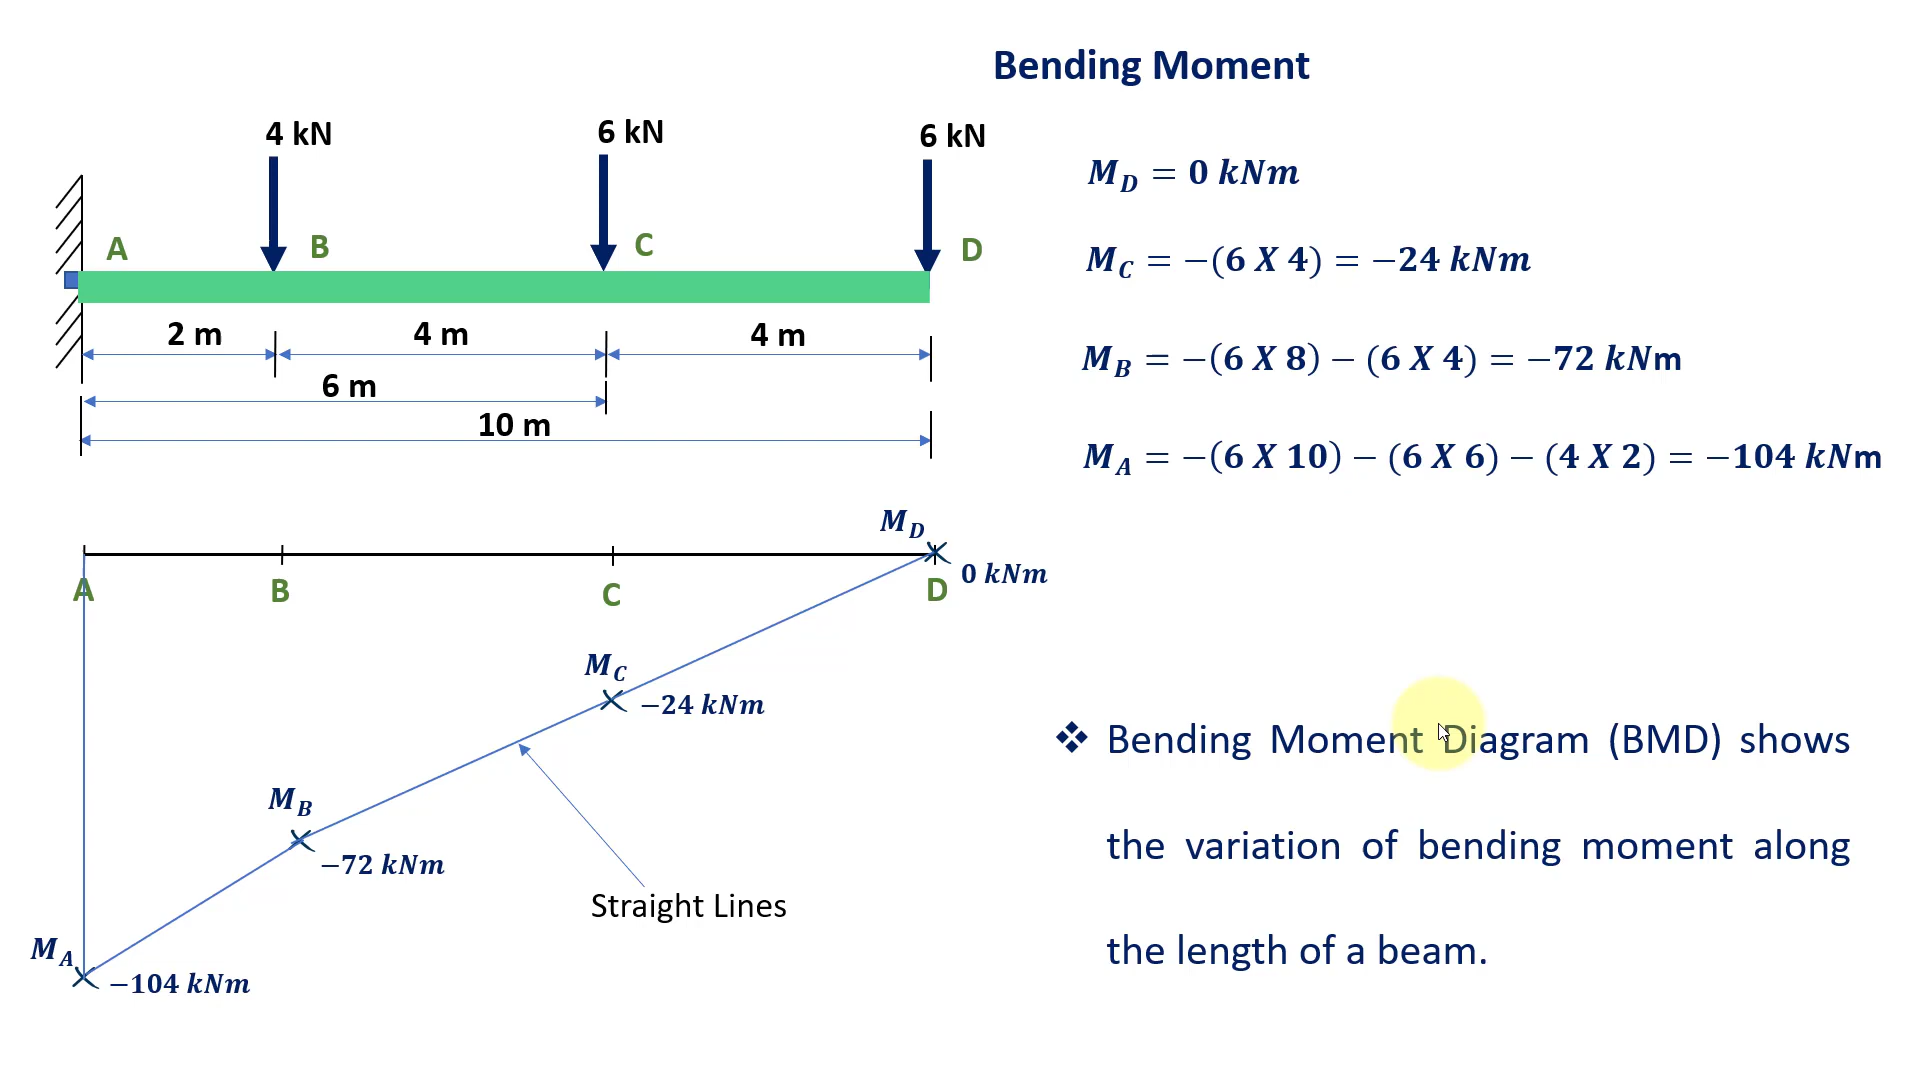 Bending Moment
4 kN
6 kN
6 kN
A
B
C
D
2 m
4 m
4 m
6 m
10 m
M_D = 0 kNm
M_C = −(6 X 4) = −24 kNm
M_B = −(6 X 8) − (6 X 4) = −72 kNm
M_A = −(6 X 10) − (6 X 6) − (4 X 2) = −104 kNm
M_D
A
B
C
D
0 kNm
M_C
−24 kNm
M_B
−72 kNm
Straight Lines
M_A
−104 kNm
❖ Bending Moment Diagram (BMD) shows
the variation of bending moment along
the length of a beam.